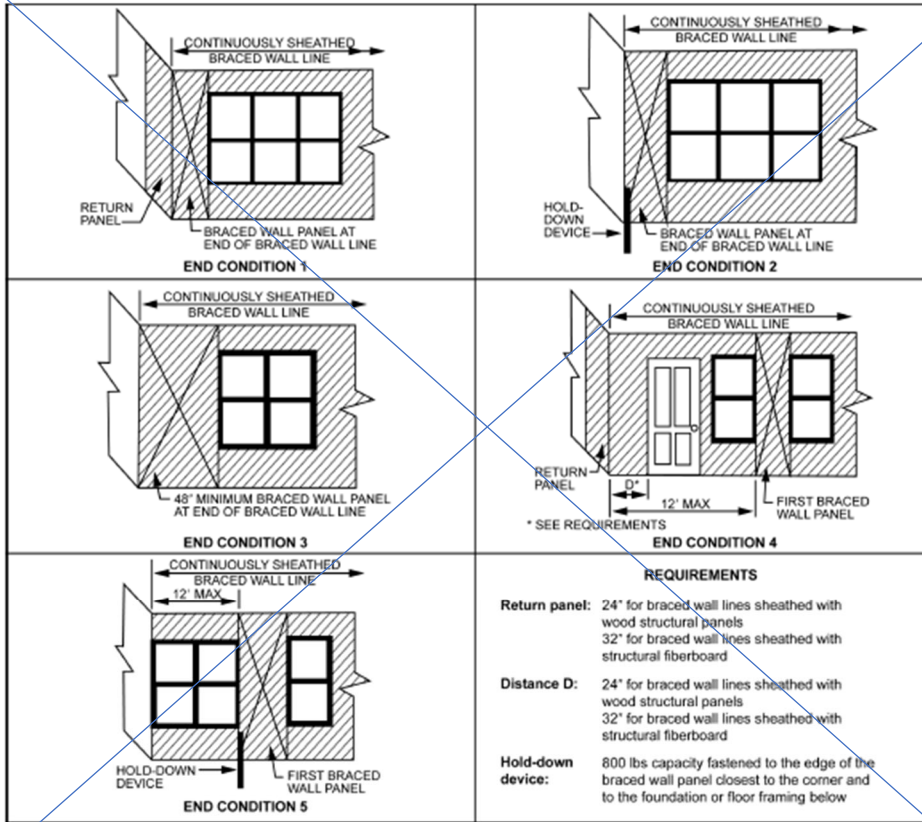 CONTINUOUSLY SHEATHED
BRACED WALL LINE
RETURN
PANEL
BRACED WALL PANEL AT
END OF BRACED WALL LINE
END CONDITION 1
CONTINUOUSLY SHEATHED
BRACED WALL LINE
HOLD-
DOWN
DEVICE
BRACED WALL PANEL AT
END OF BRACED WALL LINE
END CONDITION 2
CONTINUOUSLY SHEATHED
BRACED WALL LINE
48" MINIMUM BRACED WALL PANEL
AT END OF BRACED WALL LINE
END CONDITION 3
CONTINUOUSLY SHEATHED
BRACED WALL LINE
RETURN
PANEL
D*
12' MAX
FIRST BRACED
WALL PANEL
* SEE REQUIREMENTS
END CONDITION 4
CONTINUOUSLY SHEATHED
BRACED WALL LINE
12' MAX
HOLD-DOWN
DEVICE
FIRST BRACED
WALL PANEL
END CONDITION 5
REQUIREMENTS
Return panel: 24" for braced wall lines sheathed with
wood structural panels
32" for braced wall lines sheathed with
structural fiberboard
Distance D: 24" for braced wall lines sheathed with
wood structural panels
32" for braced wall lines sheathed with
structural fiberboard
Hold-down 800 lbs capacity fastened to the edge of the
device: braced wall panel closest to the corner and
to the foundation or floor framing below